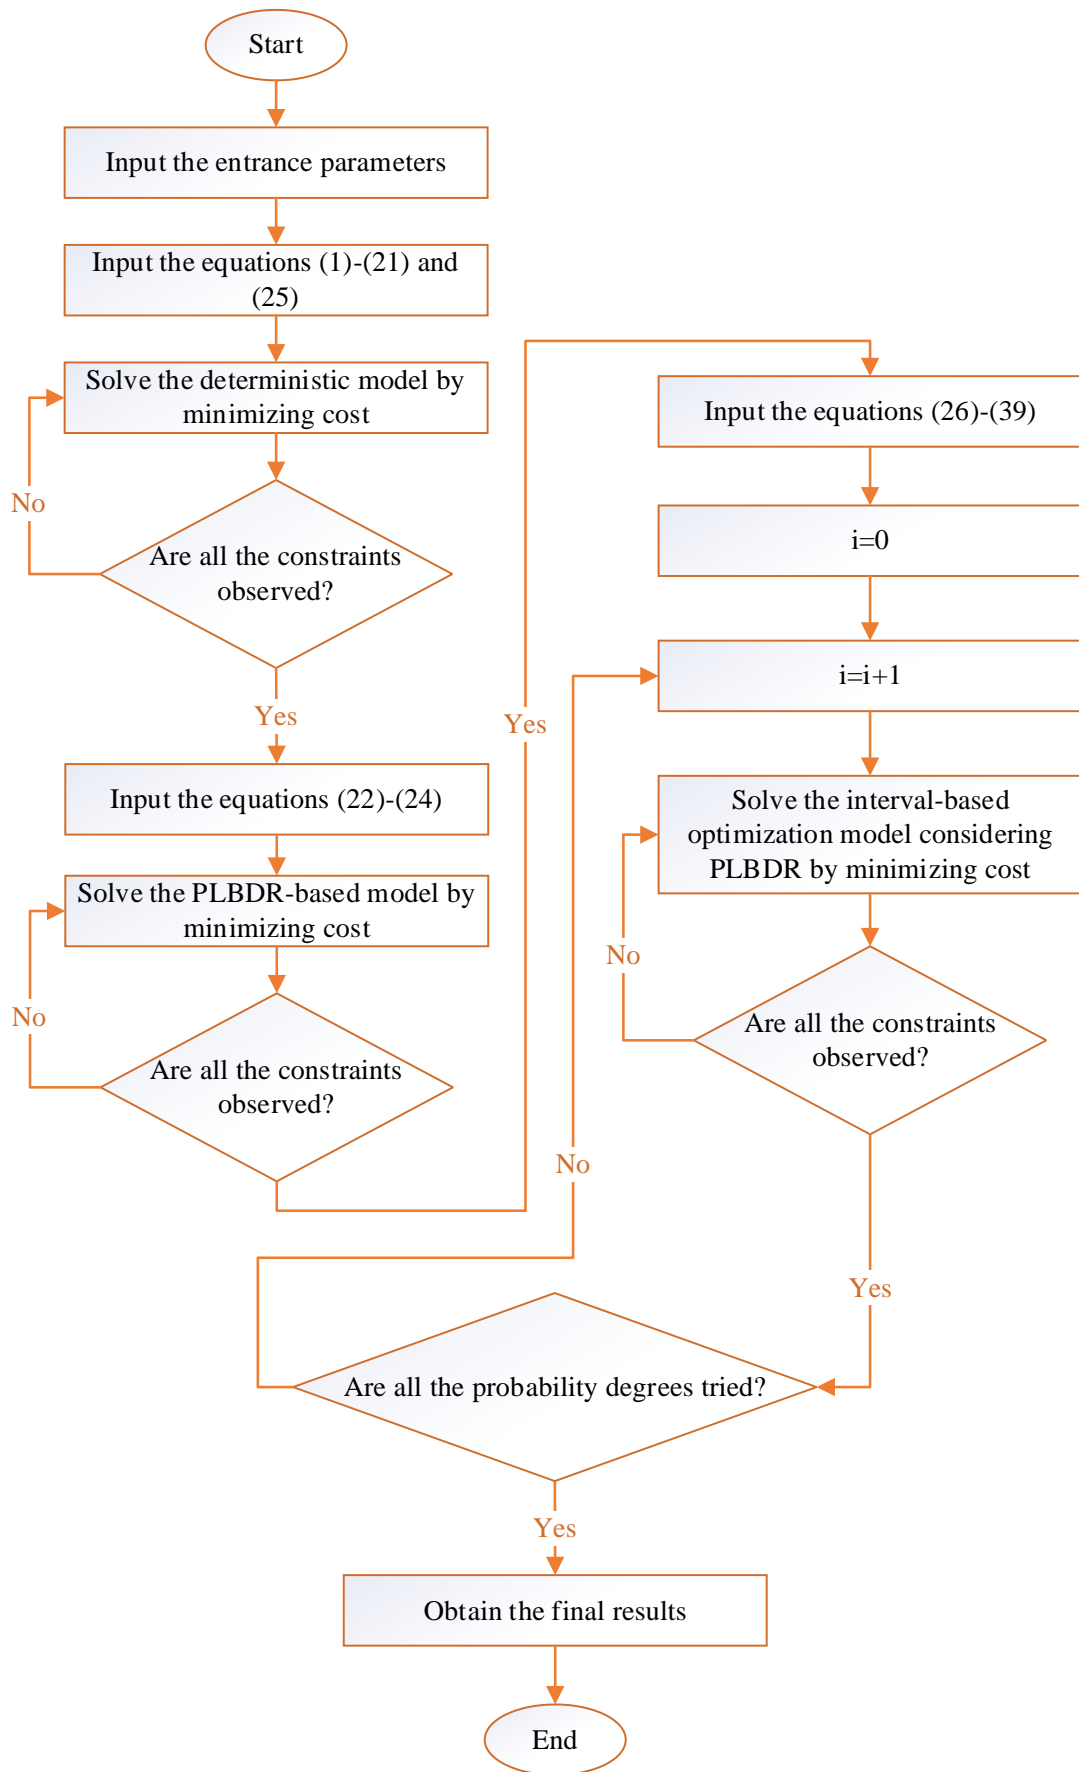 Start
Input the entrance parameters
Input the equations (1)-(21) and
(25)
Solve the deterministic model by
minimizing cost
No
Are all the constraints
observed?
Yes
Input the equations (22)-(24)
Solve the PLBDR-based model by
minimizing cost
No
Are all the constraints
observed?
Yes
Input the equations (26)-(39)
i=0
i=i+1
Solve the interval-based
optimization model considering
PLBDR by minimizing cost
No
Are all the constraints
observed?
Yes
No
Are all the probability degrees tried?
Yes
Obtain the final results
End